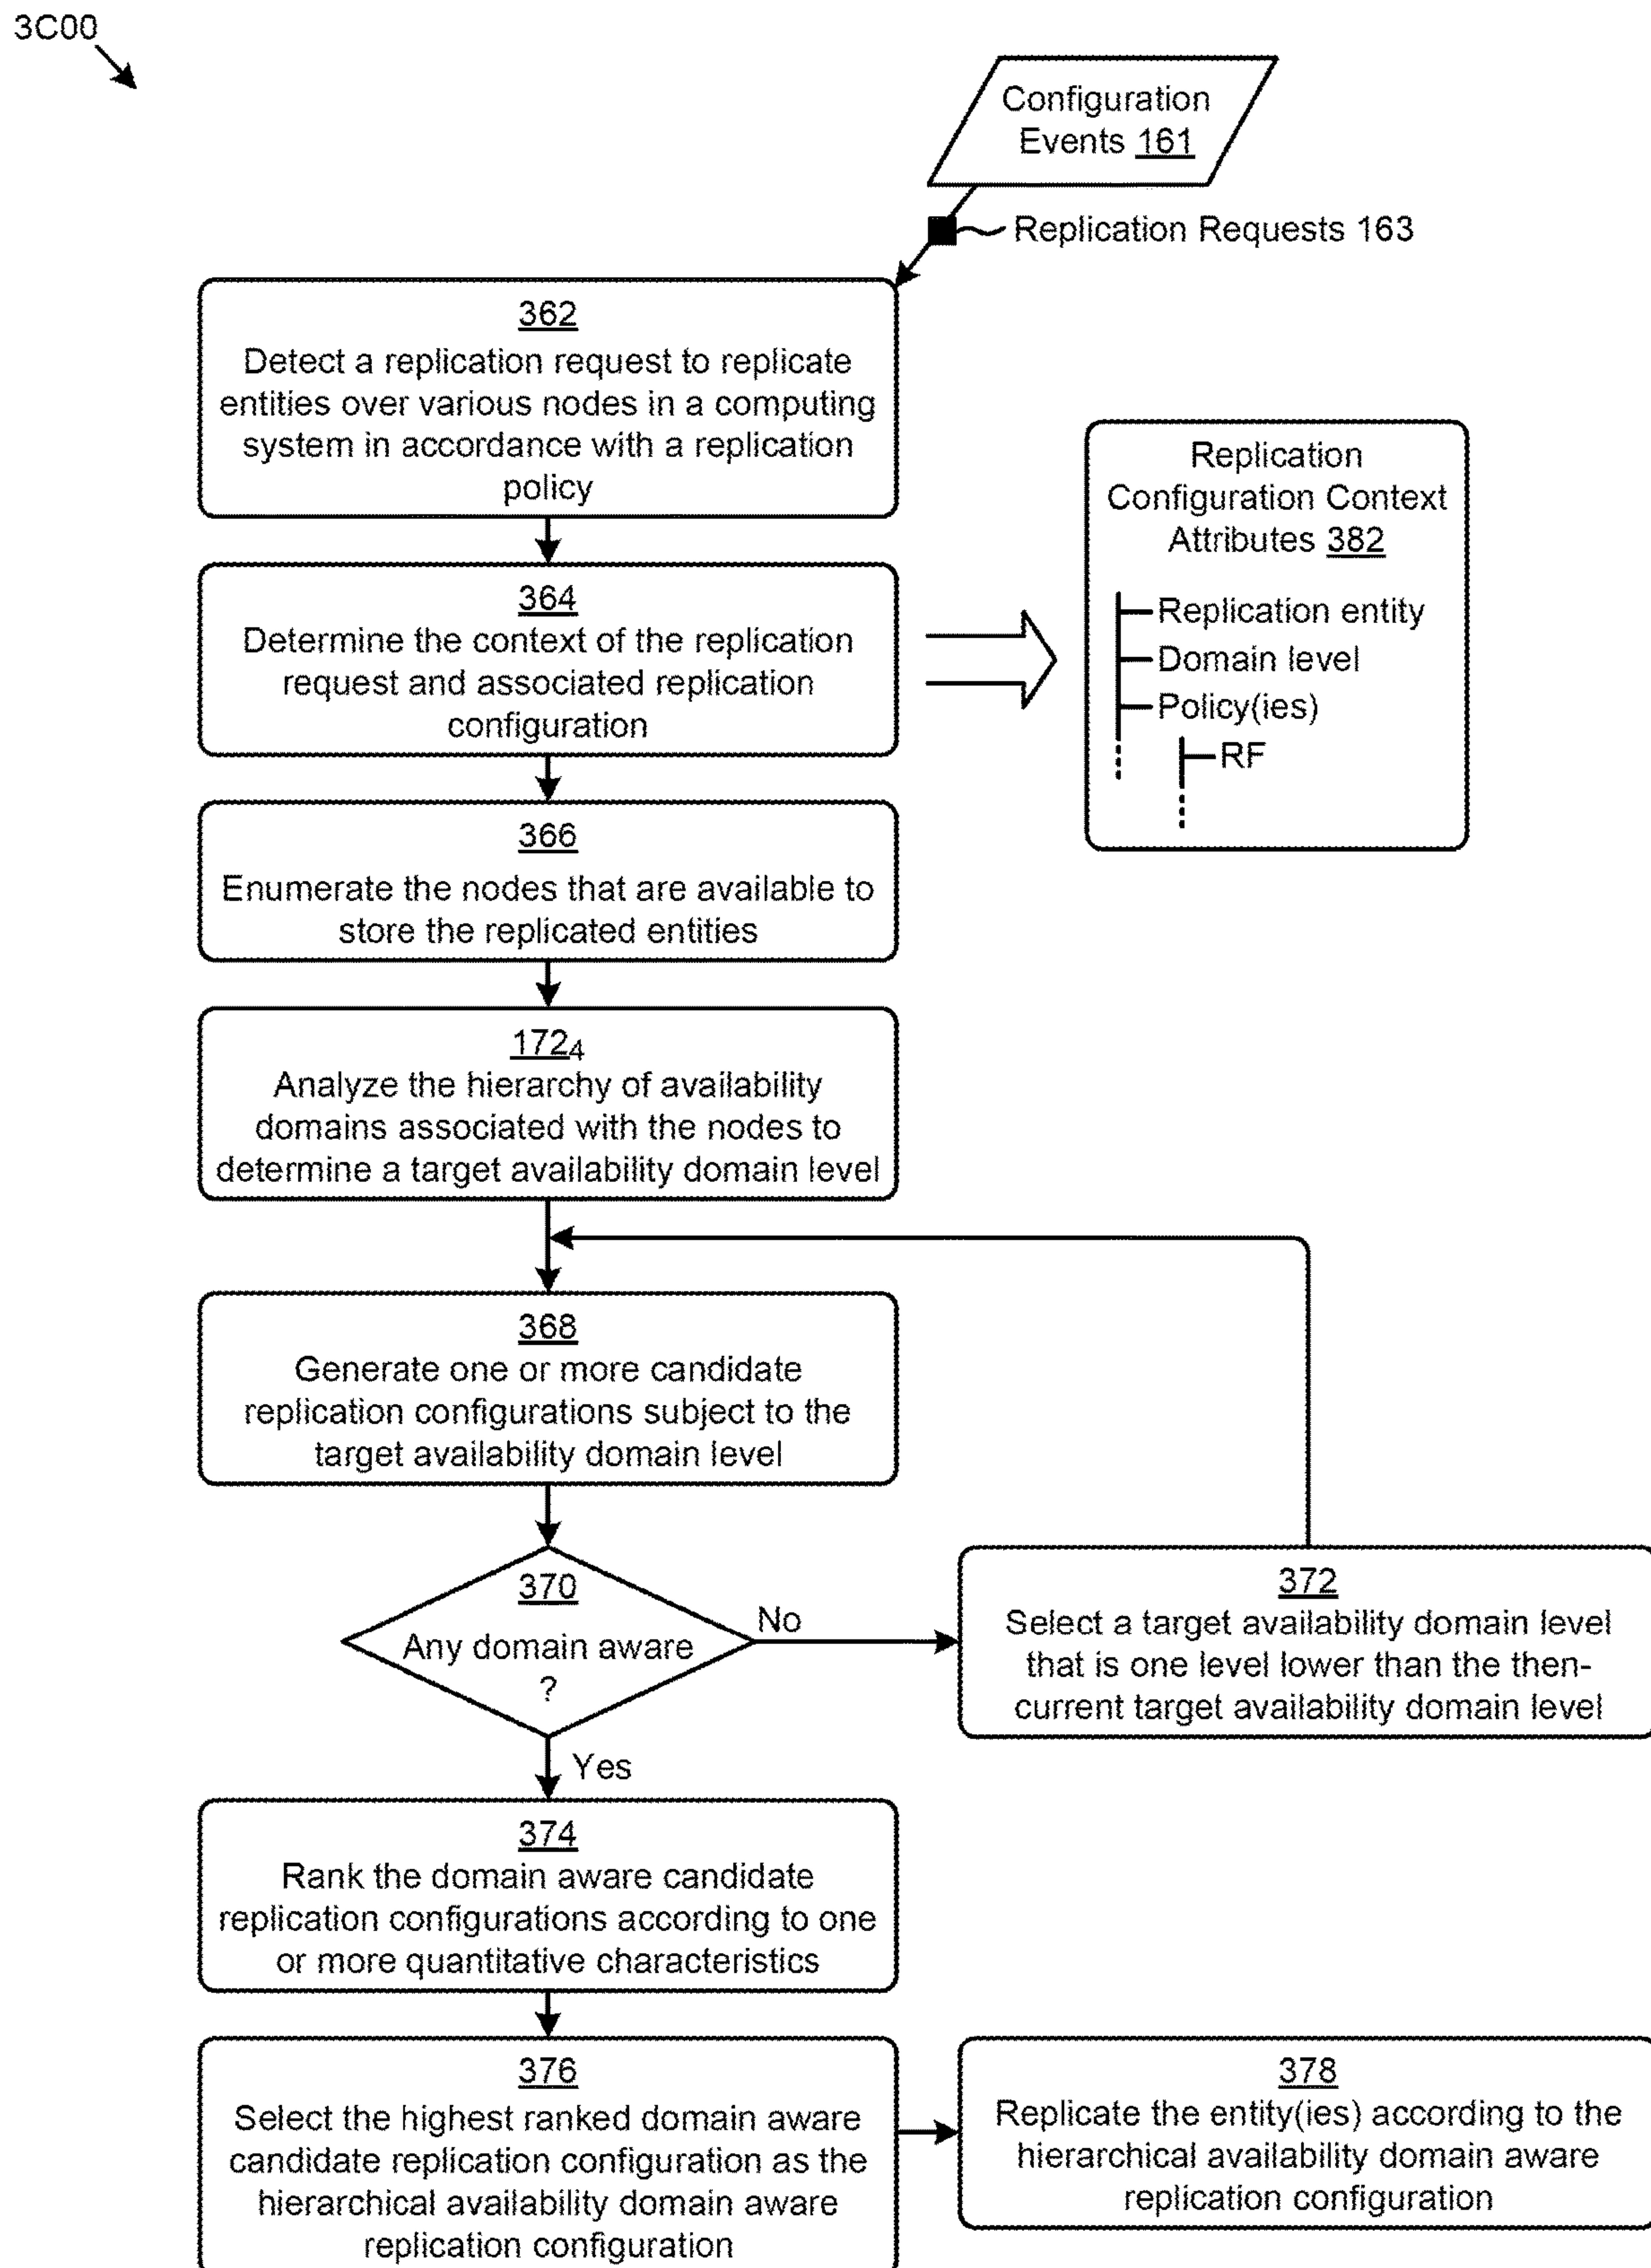 3C00
Configuration
Events 161
Replication Requests 163
362
Detect a replication request to replicate
entities over various nodes in a computing
system in accordance with a replication
policy
364
Determine the context of the replication
request and associated replication
configuration
Replication
Configuration Context
Attributes 382
Replication entity
Domain level
Policy(ies)
RF
366
Enumerate the nodes that are available to
store the replicated entities
172₄
Analyze the hierarchy of availability
domains associated with the nodes to
determine a target availability domain level
368
Generate one or more candidate
replication configurations subject to the
target availability domain level
370
Any domain aware
?
No
372
Select a target availability domain level
that is one level lower than the then-
current target availability domain level
Yes
374
Rank the domain aware candidate
replication configurations according to one
or more quantitative characteristics
376
Select the highest ranked domain aware
candidate replication configuration as the
hierarchical availability domain aware
replication configuration
378
Replicate the entity(ies) according to the
hierarchical availability domain aware
replication configuration